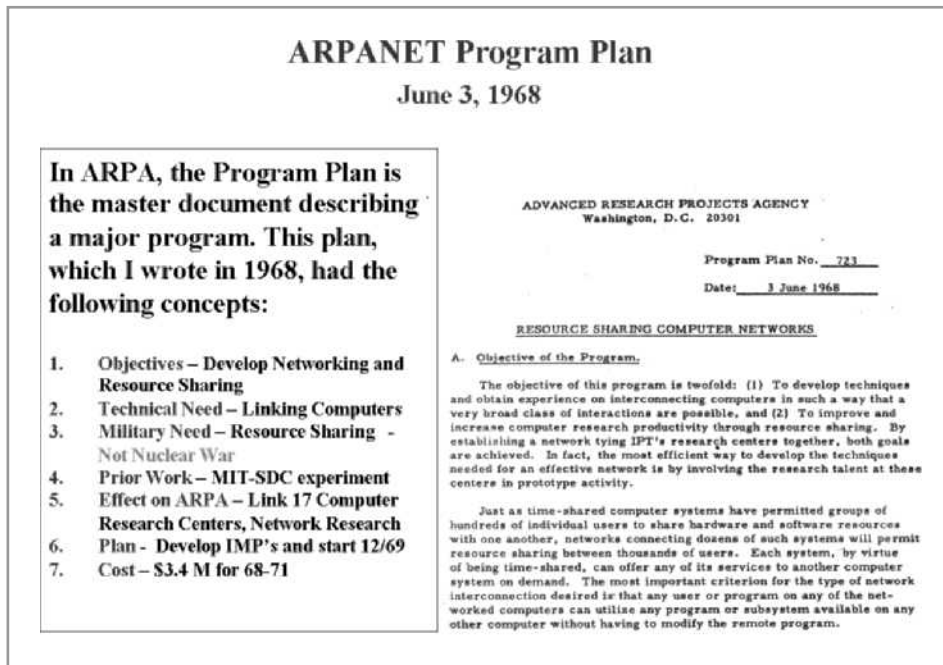 ARPANET Program Plan
June 3, 1968
In ARPA, the Program Plan is
the master document describing
a major program. This plan,
which I wrote in 1968, had the
following concepts:
1. Objectives – Develop Networking and
Resource Sharing
2. Technical Need – Linking Computers
3. Military Need – Resource Sharing -
Not Nuclear War
4. Prior Work – MIT-SDC experiment
5. Effect on ARPA – Link 17 Computer
Research Centers, Network Research
6. Plan - Develop IMP's and start 12/69
7. Cost – $3.4 M for 68-71
ADVANCED RESEARCH PROJECTS AGENCY
Washington, D.C. 20301
Program Plan No. 723
Date: 3 June 1968
RESOURCE SHARING COMPUTER NETWORKS
A. Objective of the Program.
The objective of this program is twofold: (1) To develop techniques
and obtain experience on interconnecting computers in such a way that a
very broad class of interactions are possible, and (2) To improve and
increase computer research productivity through resource sharing. By
establishing a network tying IPT's research centers together, both goals
are achieved. In fact, the most efficient way to develop the techniques
needed for an effective network is by involving the research talent at these
centers in prototype activity.
Just as time-shared computer systems have permitted groups of
hundreds of individual users to share hardware and software resources
with one another, networks connecting dozens of such systems will permit
resource sharing between thousands of users. Each system, by virtue
of being time-shared, can offer any of its services to another computer
system on demand. The most important criterion for the type of network
interconnection desired is that any user or program on any of the net-
worked computers can utilize any program or subsystem available on any
other computer without having to modify the remote program.